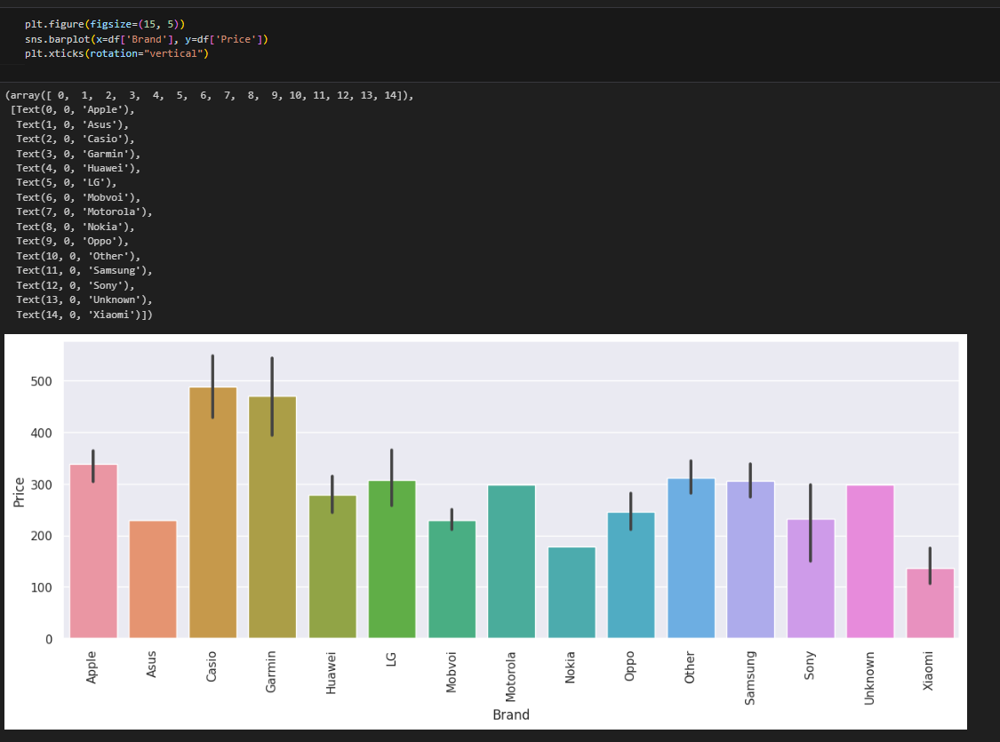 plt.figure(figsize=(15, 5))
sns.barplot(x=df['Brand'], y=df['Price'])
plt.xticks(rotation="vertical")
(array([ 0,  1,  2,  3,  4,  5,  6,  7,  8,  9, 10, 11, 12, 13, 14]),
[Text(0, 0, 'Apple'),
Text(1, 0, 'Asus'),
Text(2, 0, 'Casio'),
Text(3, 0, 'Garmin'),
Text(4, 0, 'Huawei'),
Text(5, 0, 'LG'),
Text(6, 0, 'Mobvoi'),
Text(7, 0, 'Motorola'),
Text(8, 0, 'Nokia'),
Text(9, 0, 'Oppo'),
Text(10, 0, 'Other'),
Text(11, 0, 'Samsung'),
Text(12, 0, 'Sony'),
Text(13, 0, 'Unknown'),
Text(14, 0, 'Xiaomi')])
Price
500
400
300
200
100
0
Apple
Asus
Casio
Garmin
Huawei
LG
Mobvoi
Motorola
Nokia
Oppo
Other
Samsung
Sony
Unknown
Xiaomi
Brand